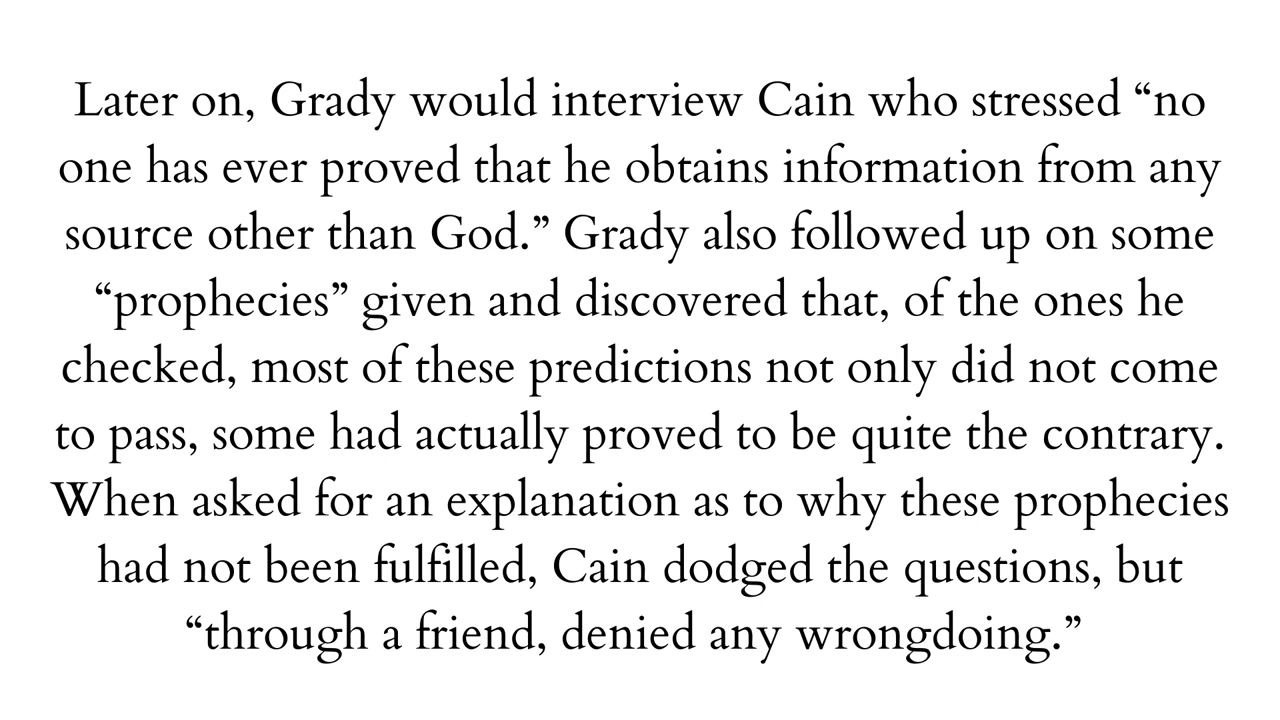 Later on, Grady would interview Cain who stressed “no
one has ever proved that he obtains information from any
source other than God.” Grady also followed up on some
“prophecies” given and discovered that, of the ones he
checked, most of these predictions not only did not come
to pass, some had actually proved to be quite the contrary.
When asked for an explanation as to why these prophecies
had not been fulfilled, Cain dodged the questions, but
“through a friend, denied any wrongdoing.”